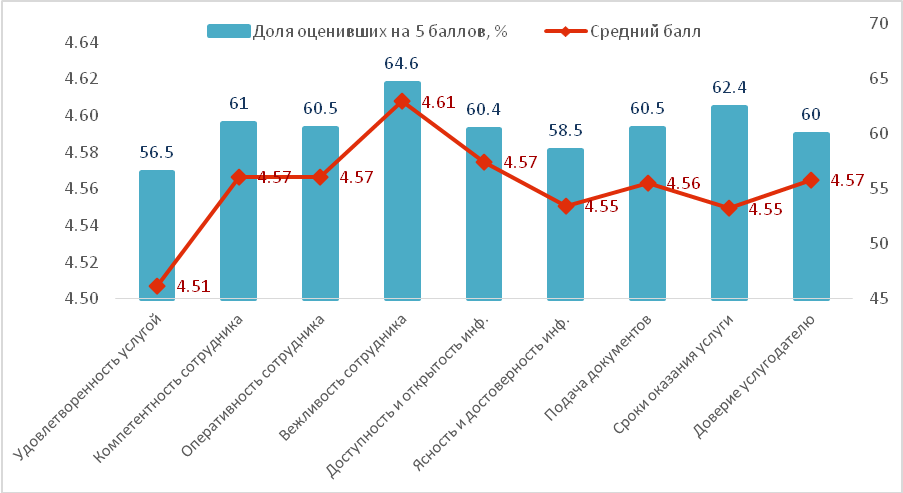 Доля оценивших на 5 баллов, %
Средний балл
4.64
4.62
4.60
4.58
4.56
4.54
4.52
4.50
70
65
60
55
50
45
56.5
61
60.5
64.6
60.4
58.5
60.5
62.4
60
4.51
4.57
4.57
4.61
4.57
4.55
4.56
4.55
4.57
Удовлетворенность услугой
Компетентность сотрудника
Оперативность сотрудника
Вежливость сотрудника
Доступность и открытость инф.
Ясность и достоверность инф.
Подача документов
Сроки оказания услуги
Доверие услугодателю